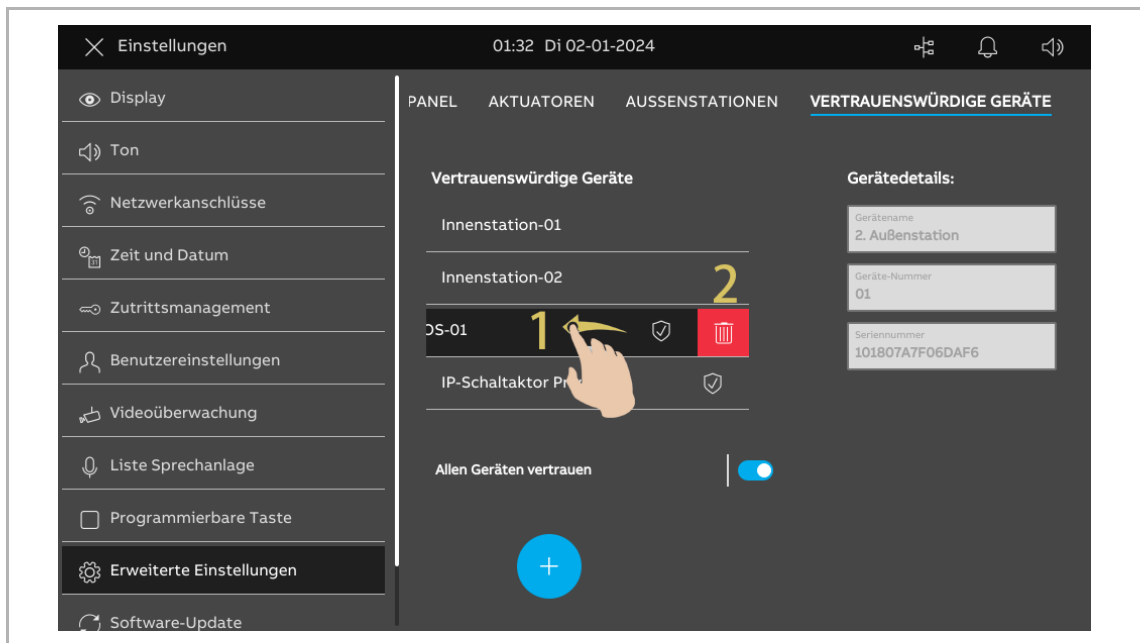 Einstellungen
01:32 Di 02-01-2024
Display
Ton
Netzwerkanschlüsse
31
Zeit und Datum
Zutrittsmanagement
Benutzereinstellungen
Videoüberwachung
Liste Sprechanlage
Programmierbare Taste
Erweiterte Einstellungen
Software-Update
PANEL AKTUATOREN AUSSENSTATIONEN VERTRAUENSWÜRDIGE GERÄTE
Vertrauenswürdige Geräte
Innenstation-01
Innenstation-02
2
OS-01
1
IP-Schaltaktor
Allen Geräten vertrauen
+
Gerätedetails:
Gerätename
2. Außenstation
Geräte-Nummer
01
Seriennummer
101807A7F06DAF6